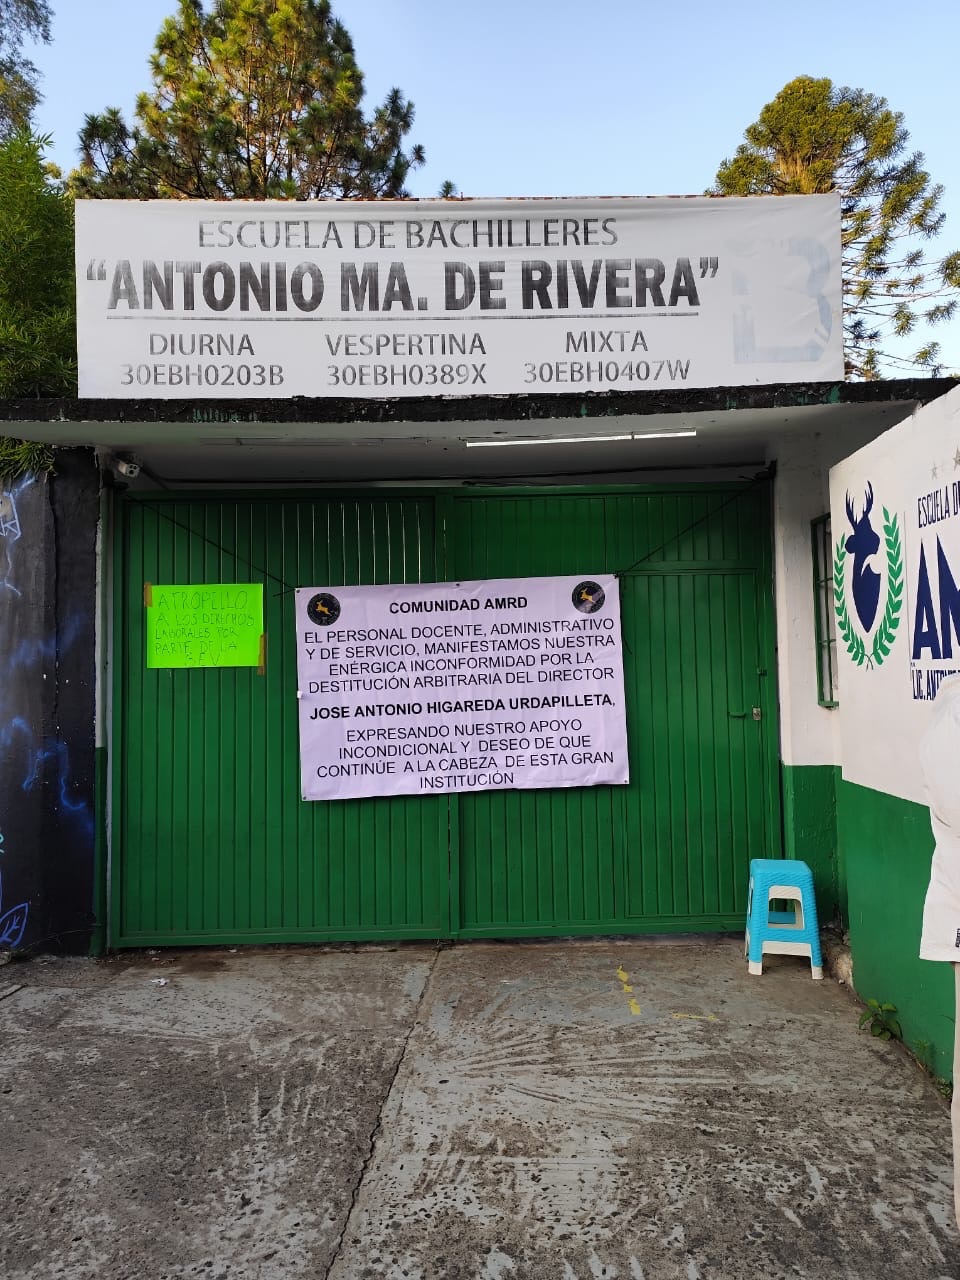 ESCUELA DE BACHILLERES
“ANTONIO MA. DE RIVERA”
DIURNA VESPERTINA MIXTA
30EBH0203B 30EBH0389X 30EBH0407W
ATROPELLO
A LOS DERECHOS
LABORALES POR
PARTE DE LA
SEV
COMUNIDAD AMRD
EL PERSONAL DOCENTE, ADMINISTRATIVO
Y DE SERVICIO, MANIFESTAMOS NUESTRA
ENÉRGICA INCONFORMIDAD POR LA
DESTITUCIÓN ARBITRARIA DEL DIRECTOR
JOSE ANTONIO HIGAREDA URDAPILLETA,
EXPRESANDO NUESTRO APOYO
INCONDICIONAL Y DESEO DE QUE
CONTINÚE A LA CABEZA DE ESTA GRAN
INSTITUCIÓN
ESCUELA
AM
LIC.